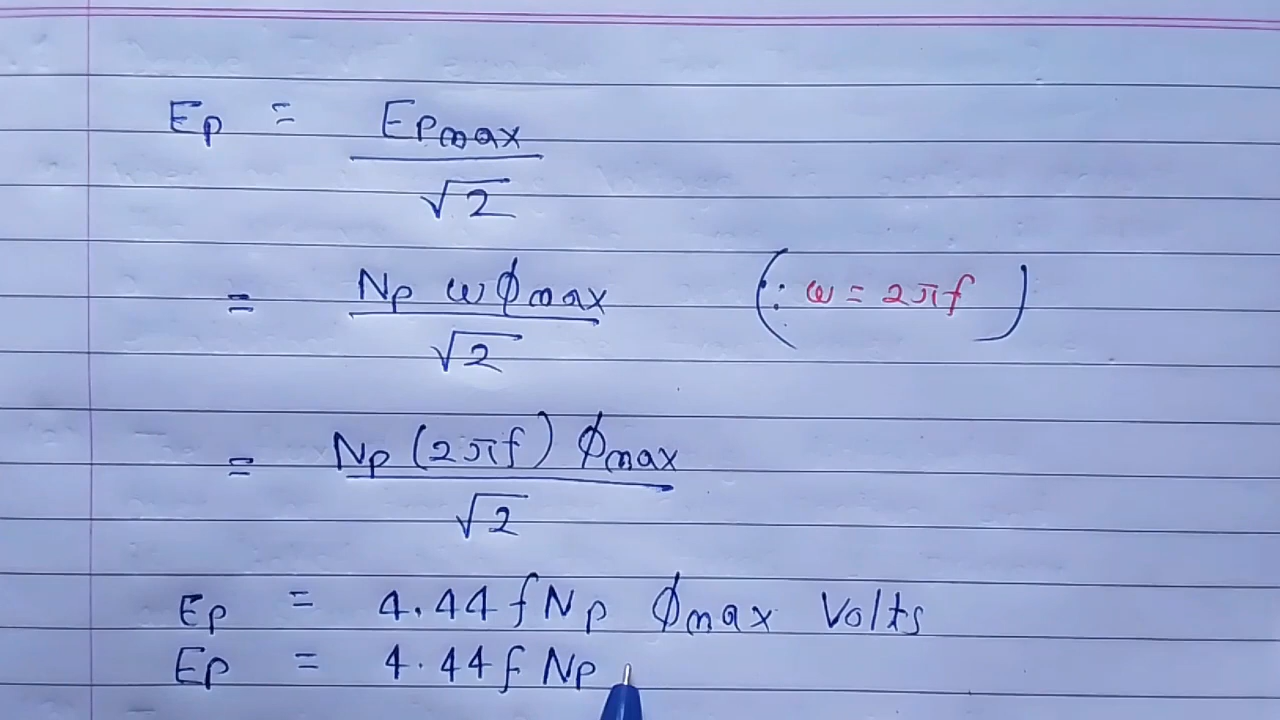 Ep = Epmax / √2
= Np ω ϕmax / √2 (∵ ω = 2πf)
= Np (2πf) ϕmax / √2
Ep = 4.44 f Np ϕmax Volts
Ep = 4.44 f Np